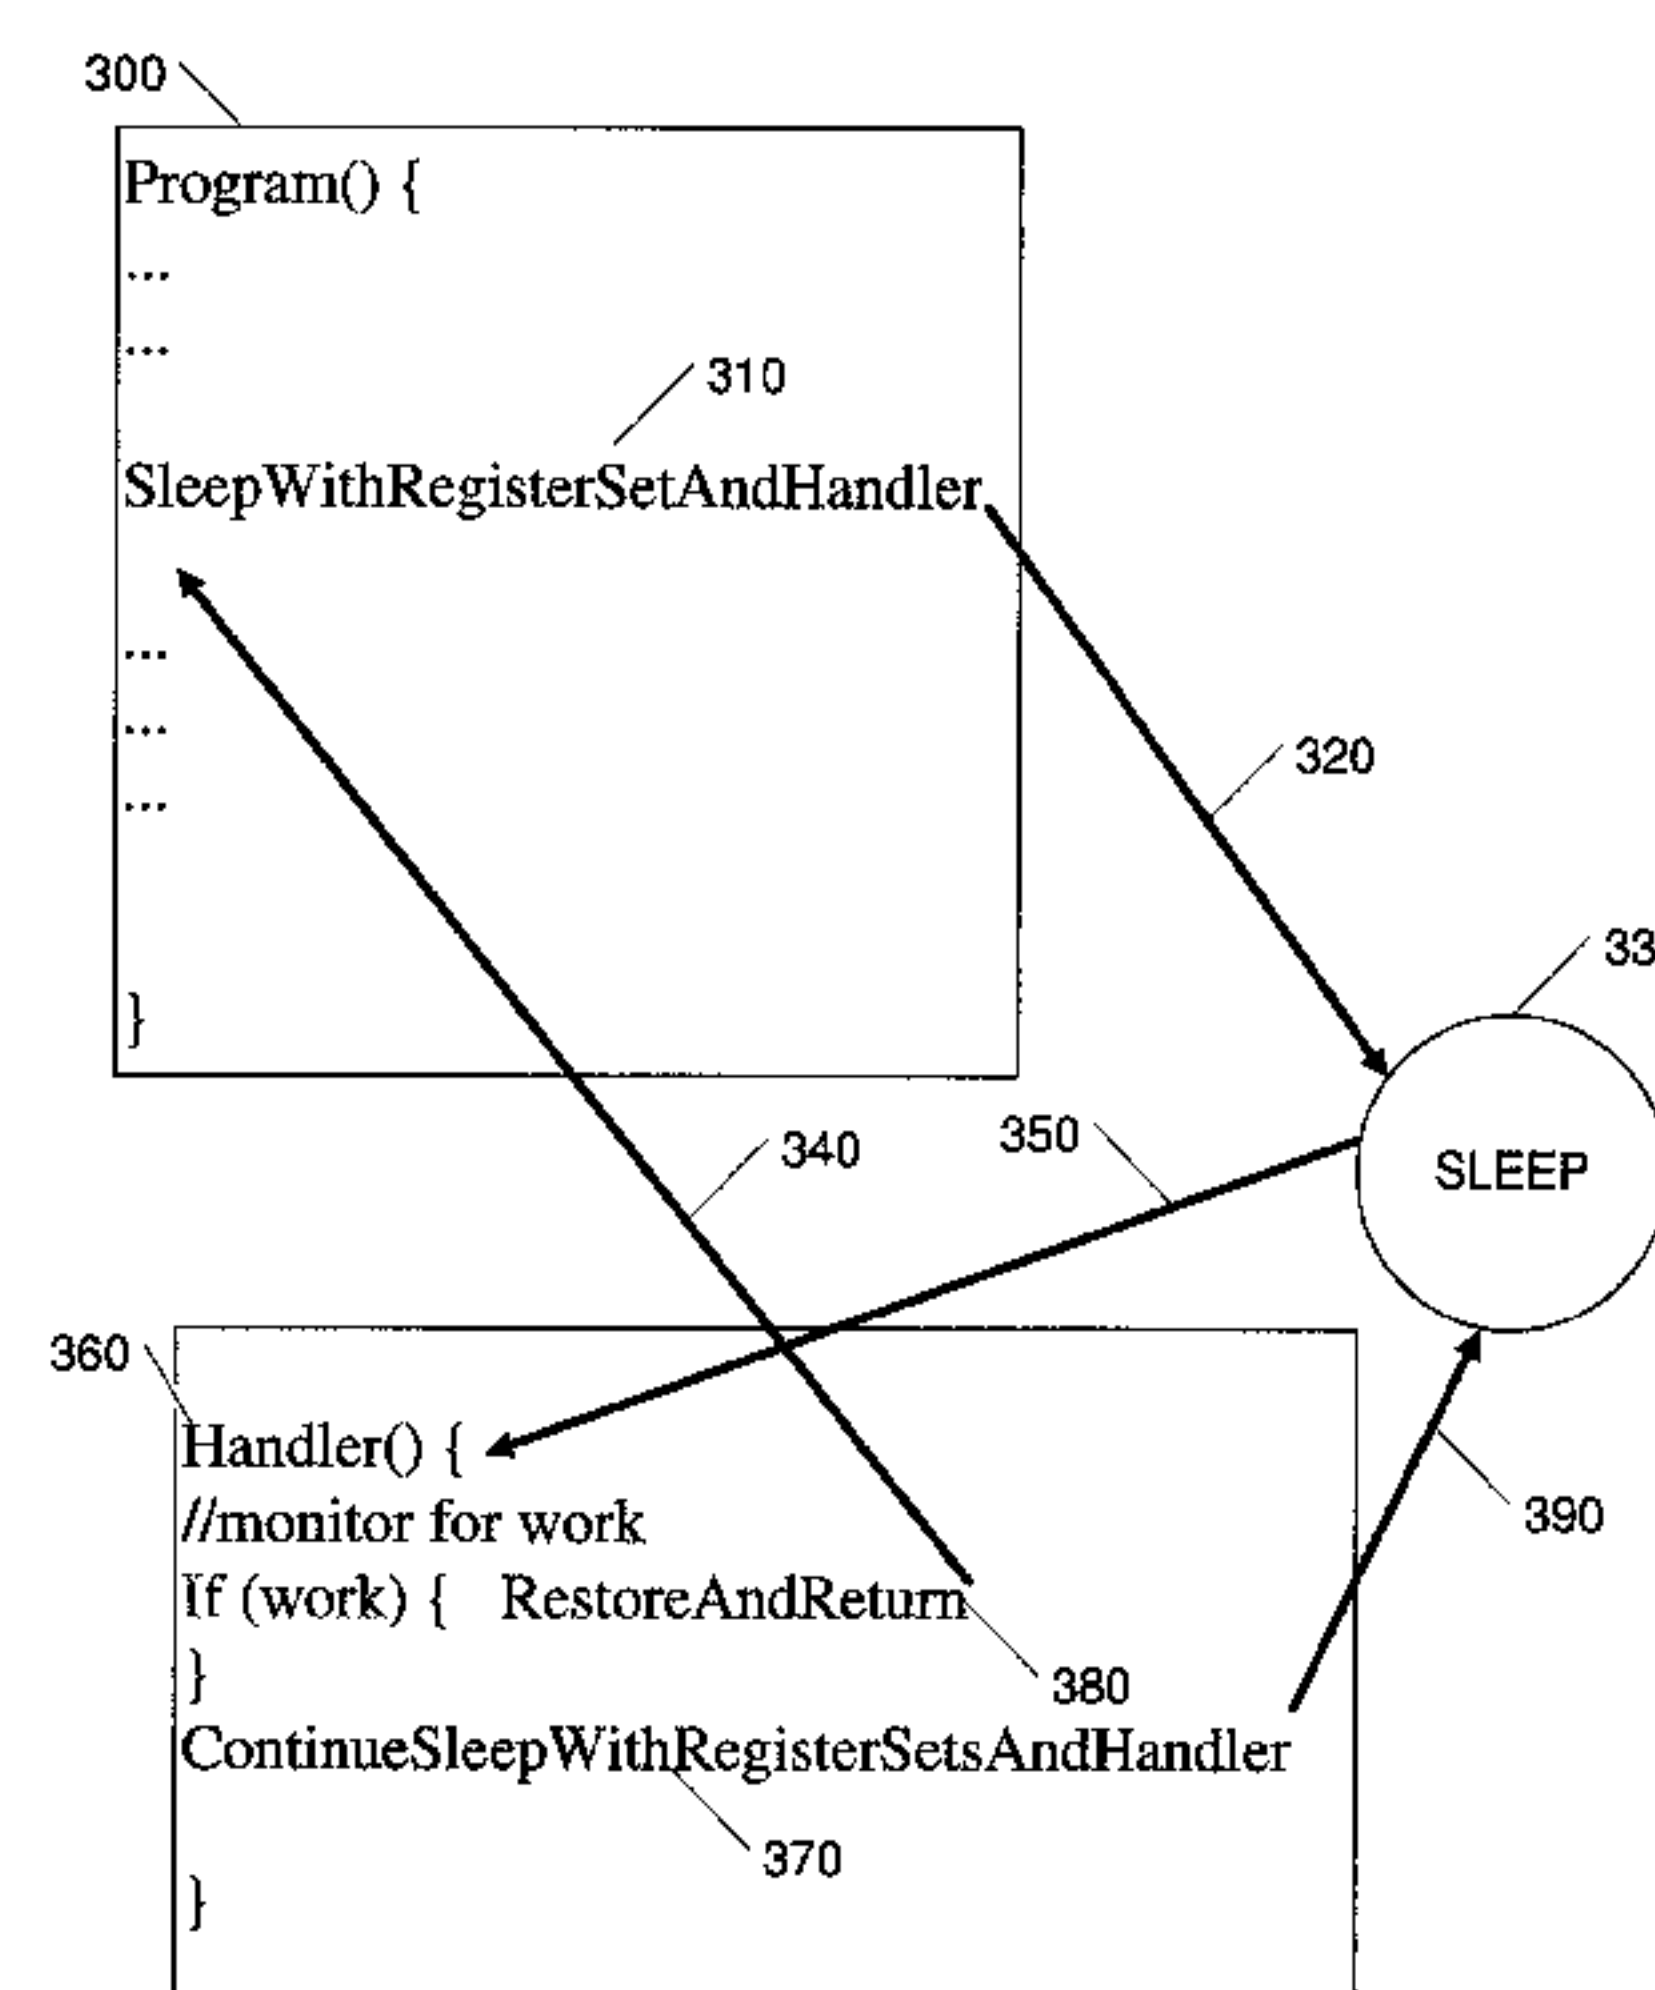 300
Program() {
...
...
310
SleepWithRegisterSetAndHandler
...
...
...
320
33
}
340
350
SLEEP
360
Handler() {
//monitor for work
If (work) { RestoreAndReturn
390
}
380
ContinueSleepWithRegisterSetsAndHandler
370
}